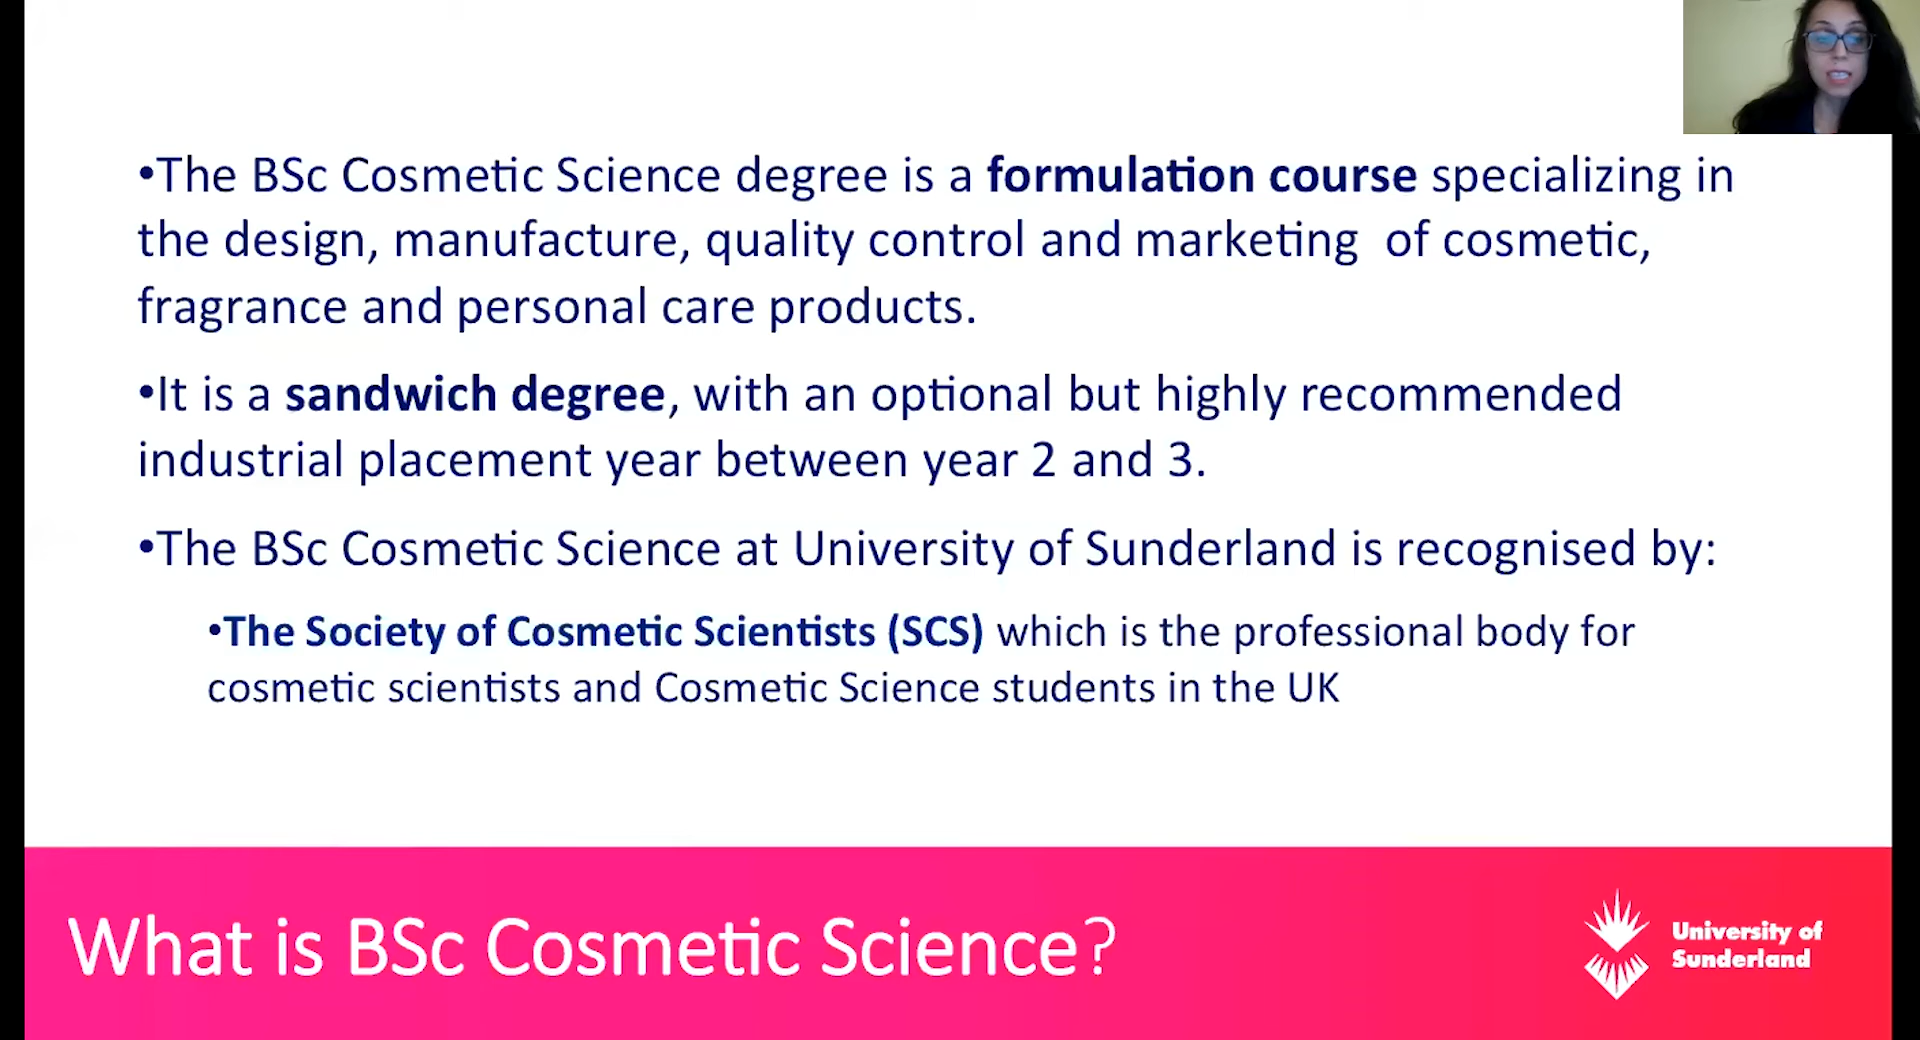 •The BSc Cosmetic Science degree is a formulation course specializing in
the design, manufacture, quality control and marketing  of cosmetic,
fragrance and personal care products.
•It is a sandwich degree, with an optional but highly recommended
industrial placement year between year 2 and 3.
•The BSc Cosmetic Science at University of Sunderland is recognised by:
•The Society of Cosmetic Scientists (SCS) which is the professional body for
cosmetic scientists and Cosmetic Science students in the UK
What is BSc Cosmetic Science?
University of
Sunderland